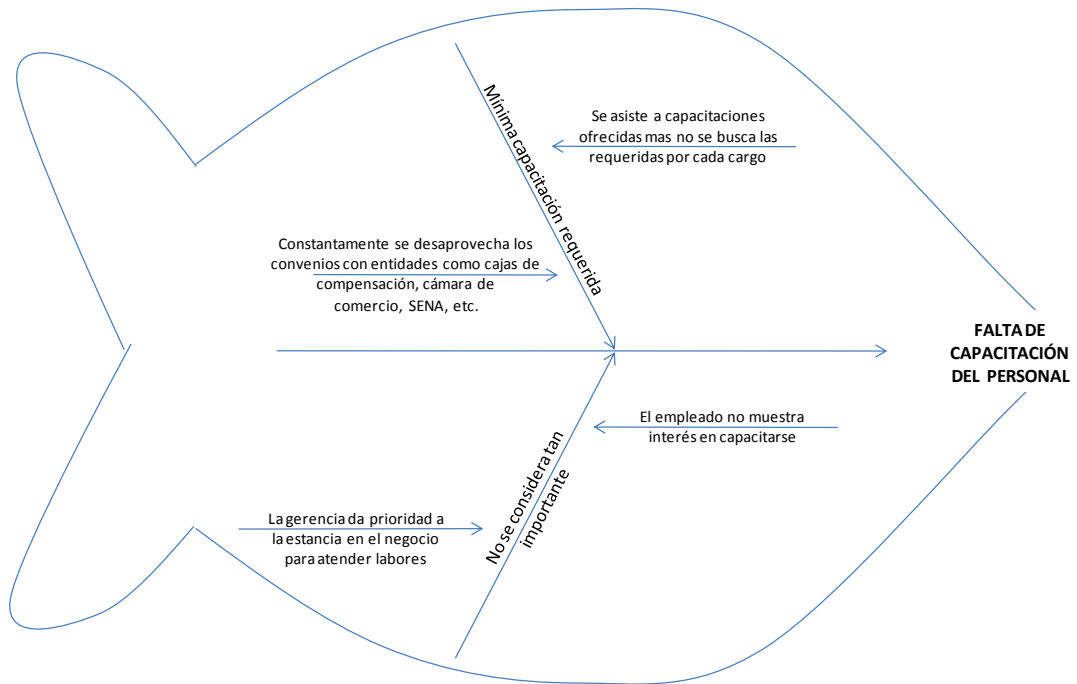 Mínima capacitación requerida
Se asiste a capacitaciones
ofrecidas mas no se busca las
requeridas por cada cargo
Constantamente se desaprovecha los
convenios con entidades como cajas de
compensación, cámara de
comercio, SENA, etc.
FALTA DE
CAPACITACIÓN
DEL PERSONAL
El empleado no muestra
interés en capacitarse
No se considera tan
importante
La gerencia da prioridad a
la estancia en el negocio
para atender labores